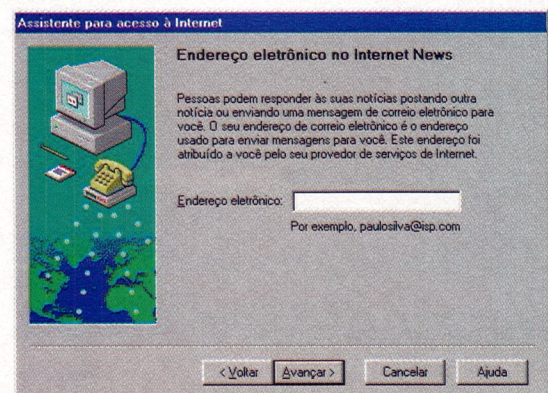 Assistente para acesso à Internet
Endereço eletrônico no Internet News
Pessoas podem responder às suas notícias postando outra
notícia ou enviando uma mensagem de correio eletrônico para
você. O seu endereço de correio eletrônico é o endereço
usado para enviar mensagens para você. Este endereço foi
atribuído a você pelo seu provedor de serviços de Internet.
Endereço eletrônico:
Por exemplo, paulosilva@isp.com
< Voltar Avançar > Cancelar Ajuda